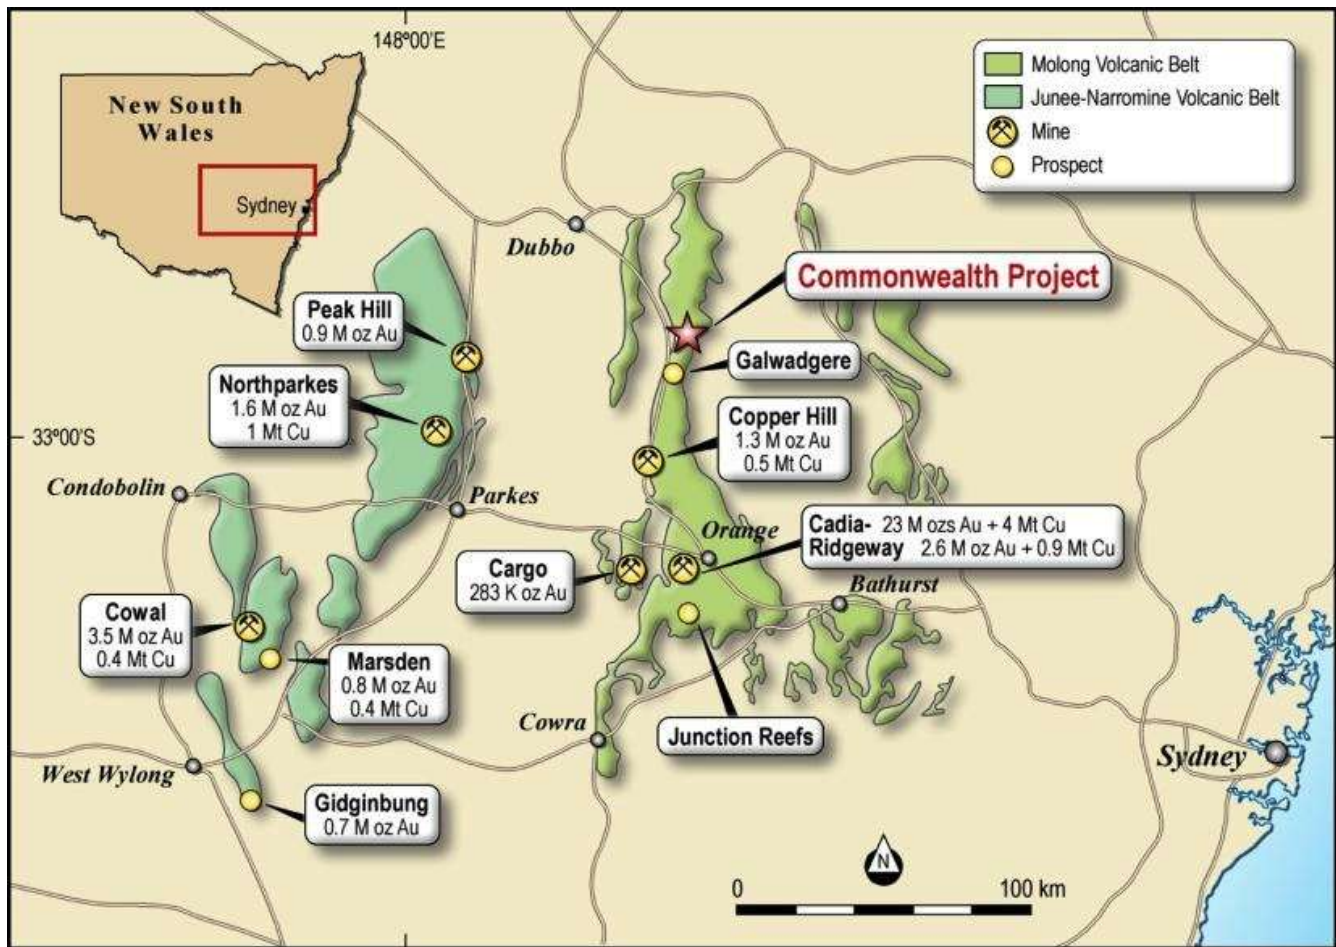 148°00'E
New South
Wales
Sydney
Molong Volcanic Belt
Junee-Narromine Volcanic Belt
Mine
Prospect
Dubbo
Commonwealth Project
Peak Hill
0.9 M oz Au
Galwadgere
Northparkes
1.6 M oz Au
1 Mt Cu
Copper Hill
1.3 M oz Au
0.5 Mt Cu
33°00'S
Condobolin
Parkes
Orange
Cadia- 23 M ozs Au + 4 Mt Cu
Ridgeway 2.6 M oz Au + 0.9 Mt Cu
Cargo
283 K oz Au
Bathurst
Cowal
3.5 M oz Au
0.4 Mt Cu
Marsden
0.8 M oz Au
0.4 Mt Cu
Cowra
Junction Reefs
Sydney
West Wylong
Gidginbung
0.7 M oz Au
N
0 100 km